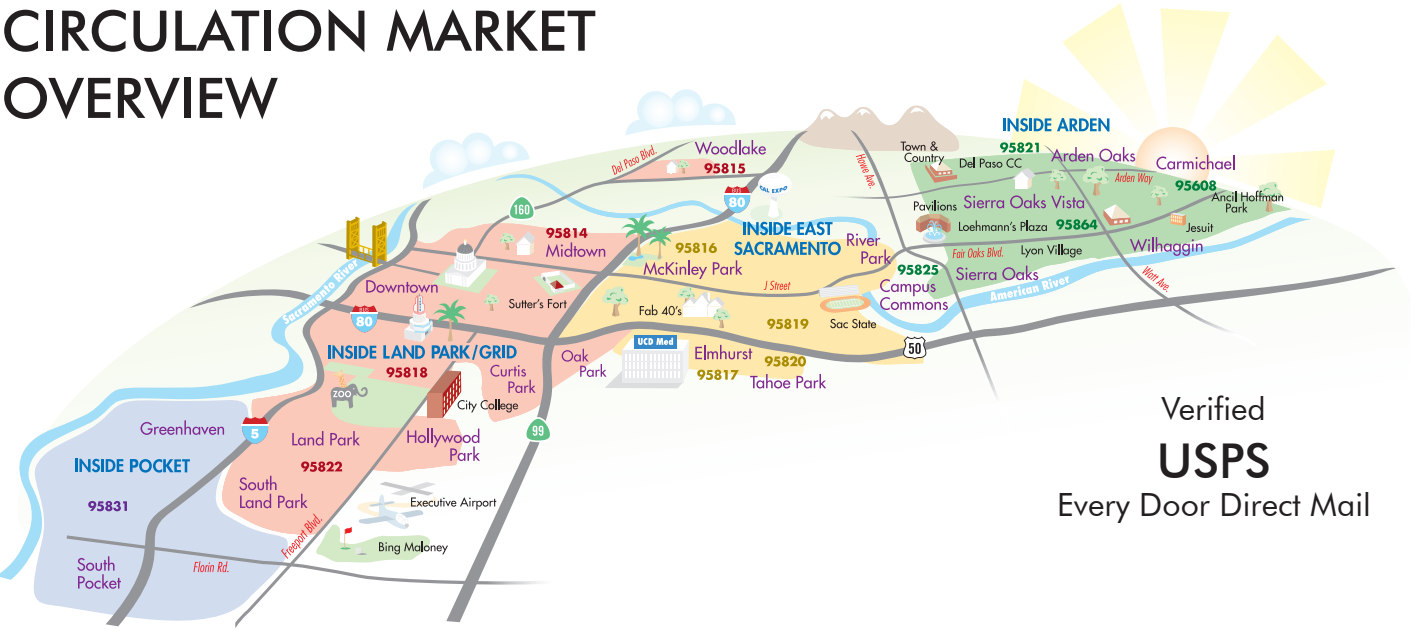 CIRCULATION MARKET
OVERVIEW
INSIDE ARDEN
95821
Town &
Country
Del Paso CC
Arden Oaks
Carmichael
Arden Way
95608
Ancil Hoffman
Park
Howe Ave.
Pavilions
Sierra Oaks Vista
Loehmann's Plaza
95864
Jesuit
Fair Oaks Blvd.
Lyon Village
Wilhaggin
Sierra Oaks
Watt Ave.
American River
Del Paso Blvd.
Woodlake
95815
BUS
80
CAL EXPO
160
95814
Midtown
95816
McKinley Park
INSIDE EAST
SACRAMENTO
River
Park
95825
Campus
Commons
J Street
Sacramento River
Downtown
Sutter's Fort
BUS
80
Fab 40's
95819
Sac State
50
UCD Med
Elmhurst
95817
95820
Tahoe Park
INSIDE LAND PARK/GRID
95818
Curtis
Park
Oak
Park
ZOO
City College
99
Greenhaven
5
Land Park
Hollywood
Park
INSIDE POCKET
95822
95831
South
Land Park
Executive Airport
Freeport Blvd.
Bing Maloney
South
Pocket
Florin Rd.
Verified
USPS
Every Door Direct Mail